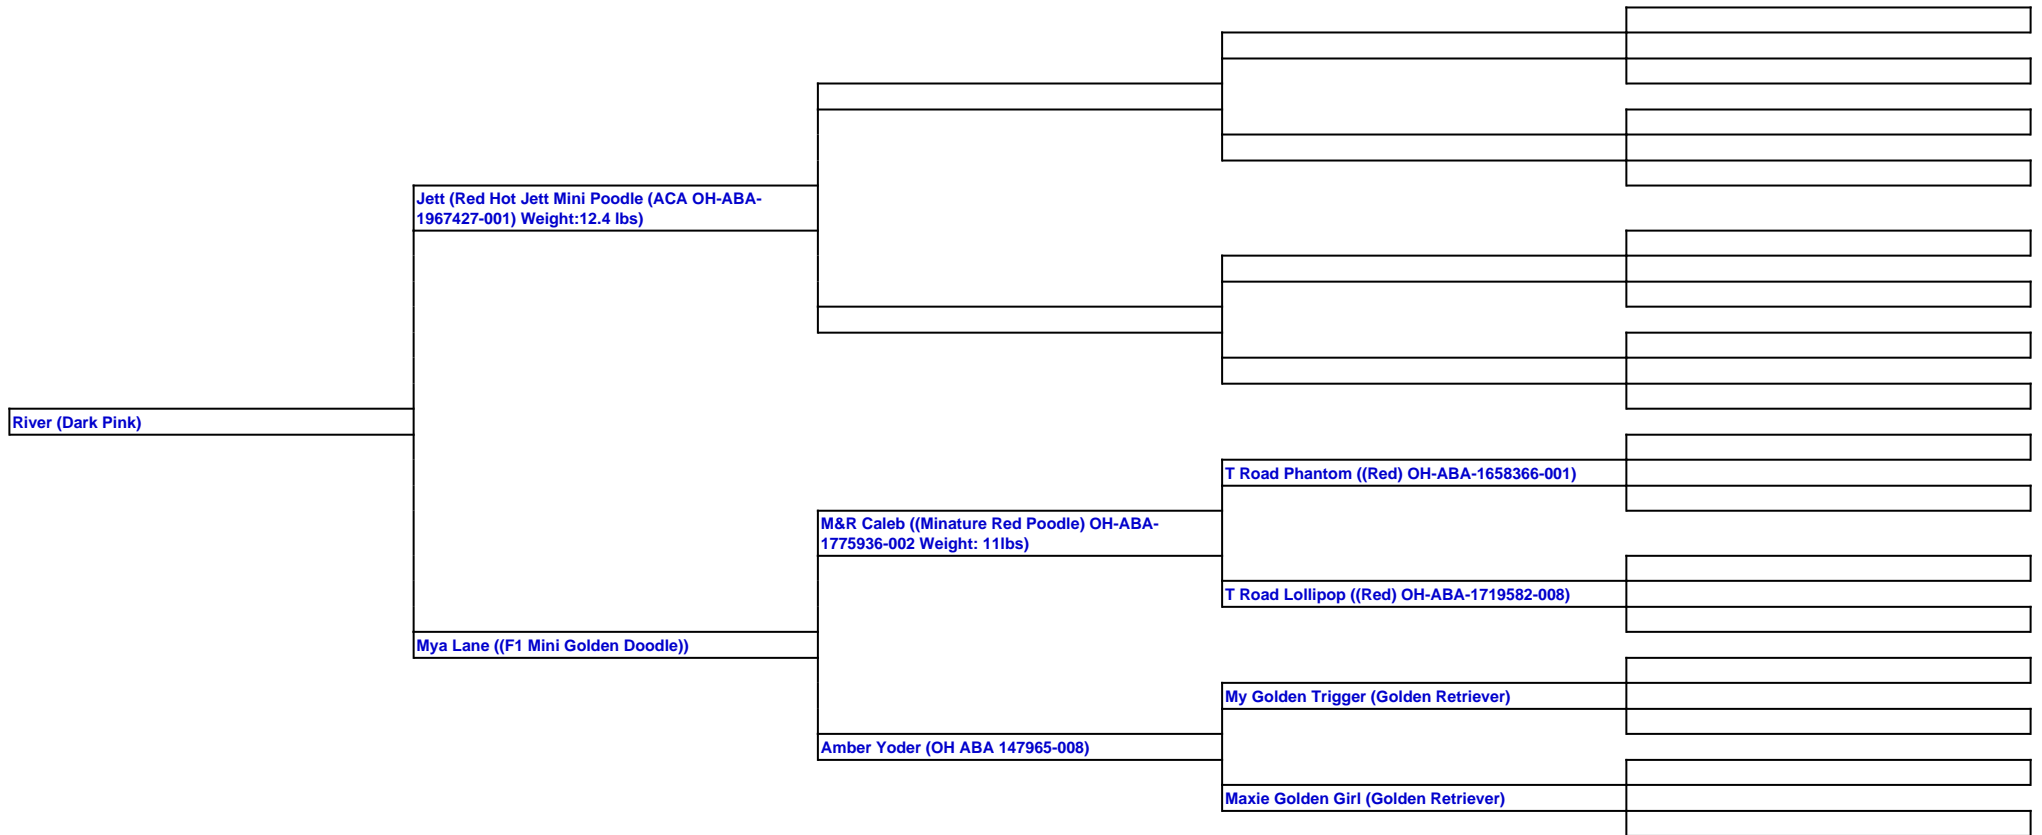 Jett (Red Hot Jett Mini Poodle (ACA OH-ABA-
1967427-001) Weight:12.4 lbs)
River (Dark Pink)
T Road Phantom ((Red) OH-ABA-1658366-001)
M&R Caleb ((Minature Red Poodle) OH-ABA-
1775936-002 Weight: 11lbs)
T Road Lollipop ((Red) OH-ABA-1719582-008)
Mya Lane ((F1 Mini Golden Doodle))
My Golden Trigger (Golden Retriever)
Amber Yoder (OH ABA 147965-008)
Maxie Golden Girl (Golden Retriever)